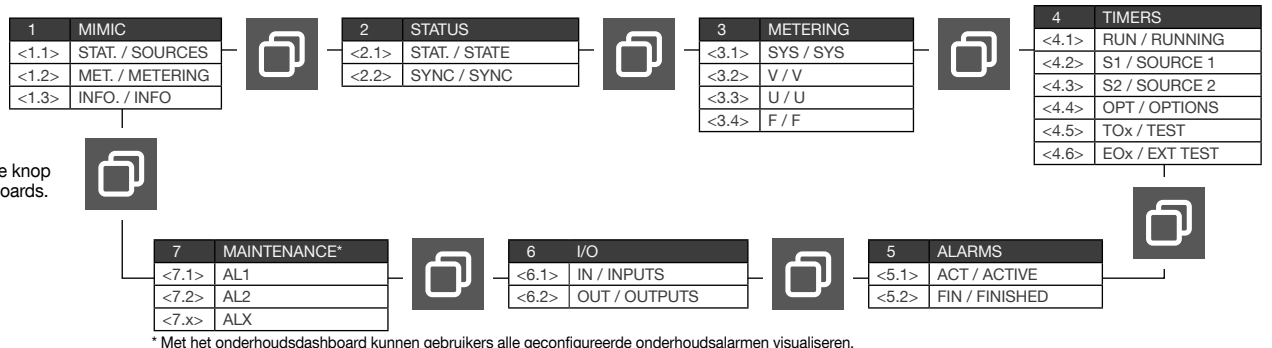 1 MIMIC
<1.1> STAT. / SOURCES
<1.2> MET. / METERING
<1.3> INFO. / INFO
2 STATUS
<2.1> STAT. / STATE
<2.2> SYNC / SYNC
3 METERING
<3.1> SYS / SYS
<3.2> V / V
<3.3> U / U
<3.4> F / F
4 TIMERS
<4.1> RUN / RUNNING
<4.2> S1 / SOURCE 1
<4.3> S2 / SOURCE 2
<4.4> OPT / OPTIONS
<4.5> TOx / TEST
<4.6> EOx / EXT TEST
e knop
oards.
7 MAINTENANCE*
<7.1> AL1
<7.2> AL2
<7.x> ALX
6 I/O
<6.1> IN / INPUTS
<6.2> OUT / OUTPUTS
5 ALARMS
<5.1> ACT / ACTIVE
<5.2> FIN / FINISHED
* Met het onderhoudsdashboard kunnen gebruikers alle geconfigureerde onderhoudsalarmen visualiseren.